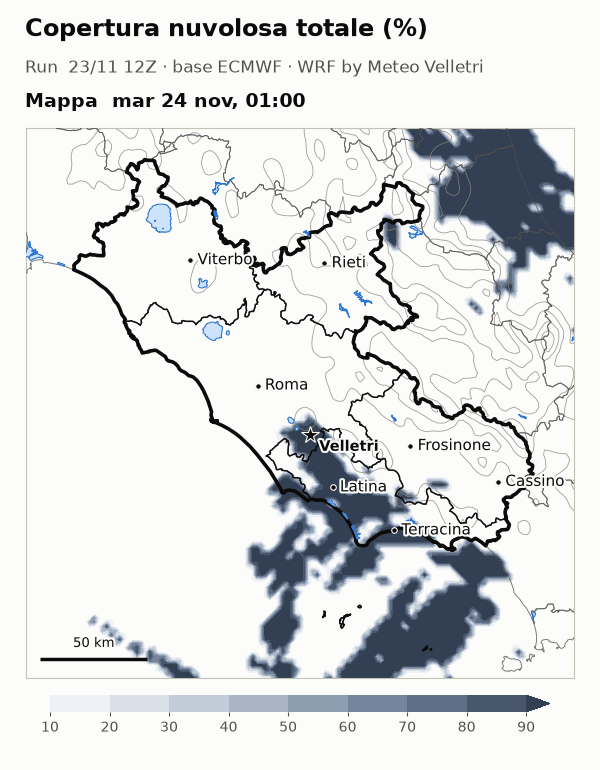 Copertura nuvolosa totale (%)
Run 23/11 12Z · base ECMWF · WRF by Meteo Velletri
Mappa mar 24 nov, 01:00
Viterbo
Rieti
Roma
Velletri
Frosinone
Latina
Cassino
Terracina
50 km
10 20 30 40 50 60 70 80 90